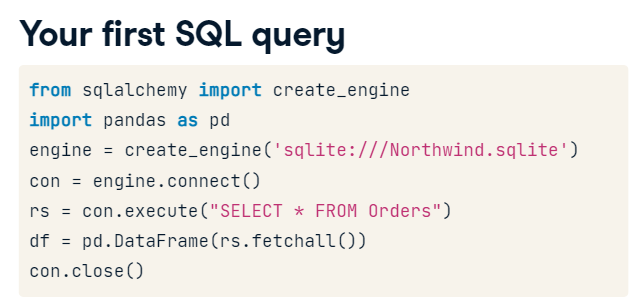 Your first SQL query
from sqlalchemy import create_engine
import pandas as pd
engine = create_engine('sqlite:///Northwind.sqlite')
con = engine.connect()
rs = con.execute("SELECT * FROM Orders")
df = pd.DataFrame(rs.fetchall())
con.close()